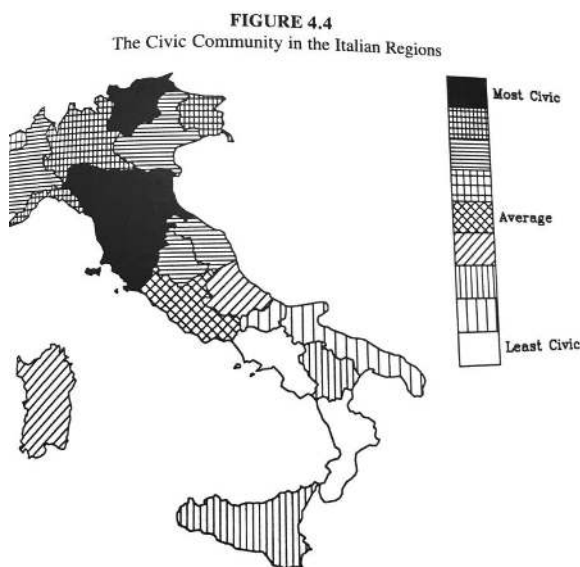 FIGURE 4.4
The Civic Community in the Italian Regions
Most Civic
Average
Least Civic